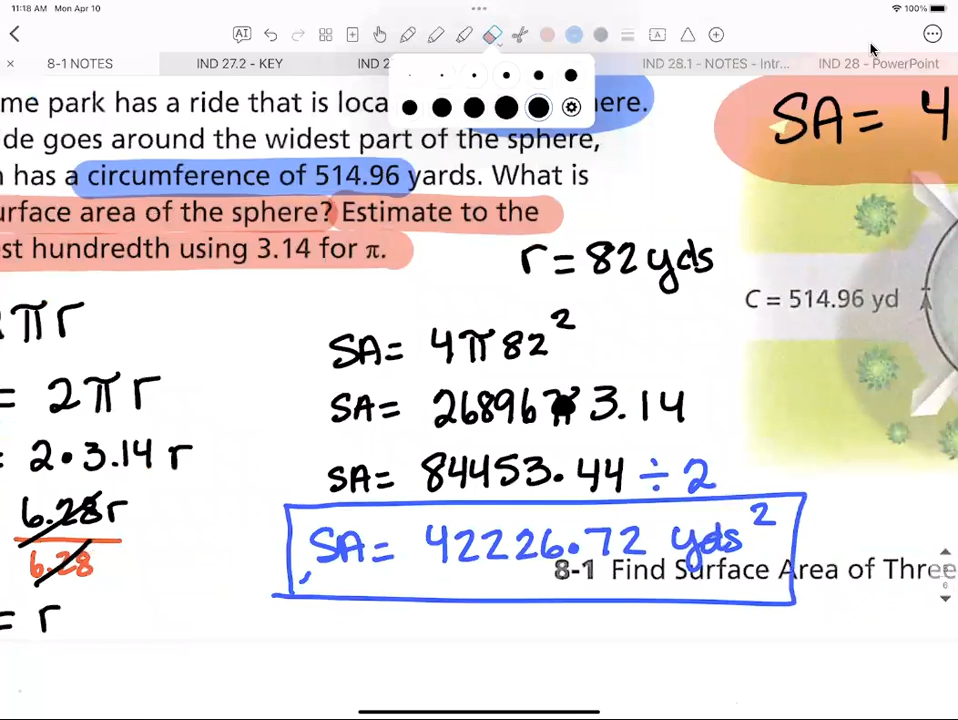 11:18 AM Mon Apr 10
100%
AI
8-1 NOTES
IND 27.2 - KEY
IND 2
IND 28.1 - NOTES - Intr...
IND 28 - PowerPoint
me park has a ride that is loca here.
de goes around the widest part of the sphere,
n has a circumference of 514.96 yards. What is
urface area of the sphere? Estimate to the
st hundredth using 3.14 for π.
SA = 4
r = 82 yds
C = 514.96 yd
πr
= 2πr
= 2 • 3.14 r
6.28r
6.28
= r
SA = 4π82²
SA = 26896 3.14
SA = 84453.44 ÷ 2
SA = 42226.72 yds²
8-1 Find Surface Area of Three